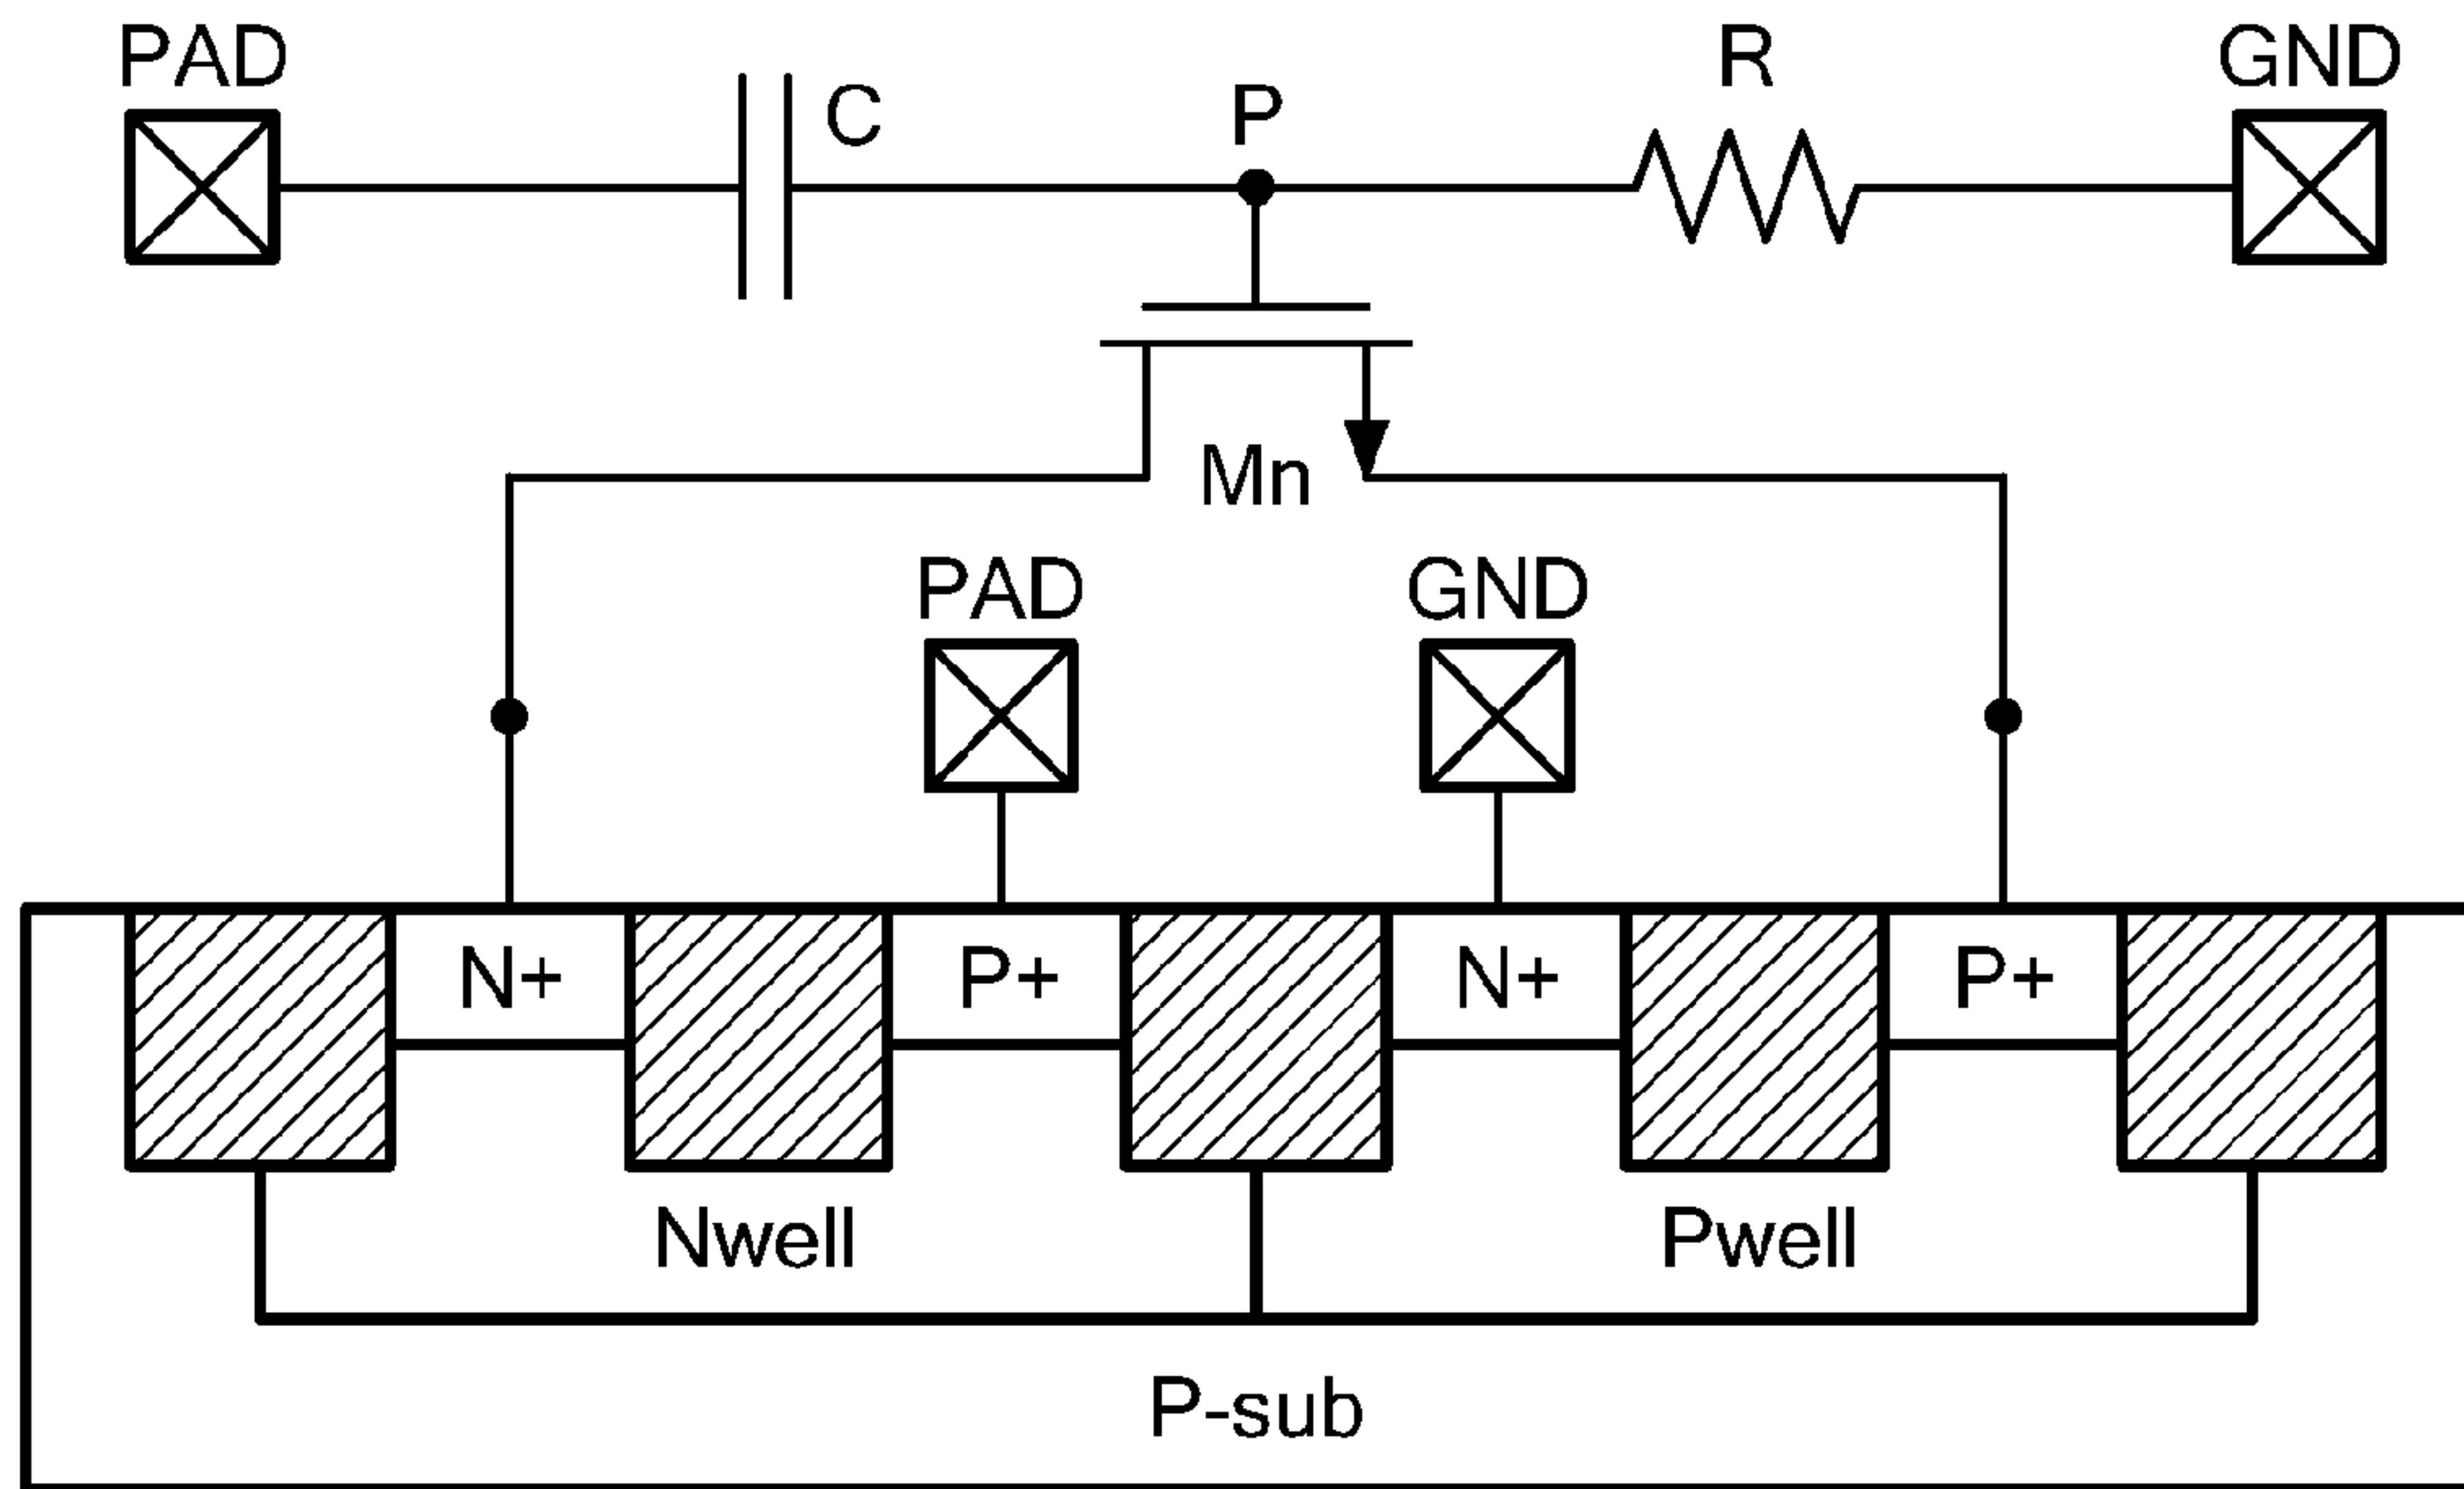 PAD
C
P
R
GND
Mn
PAD
GND
N+
P+
N+
P+
Nwell
Pwell
P-sub